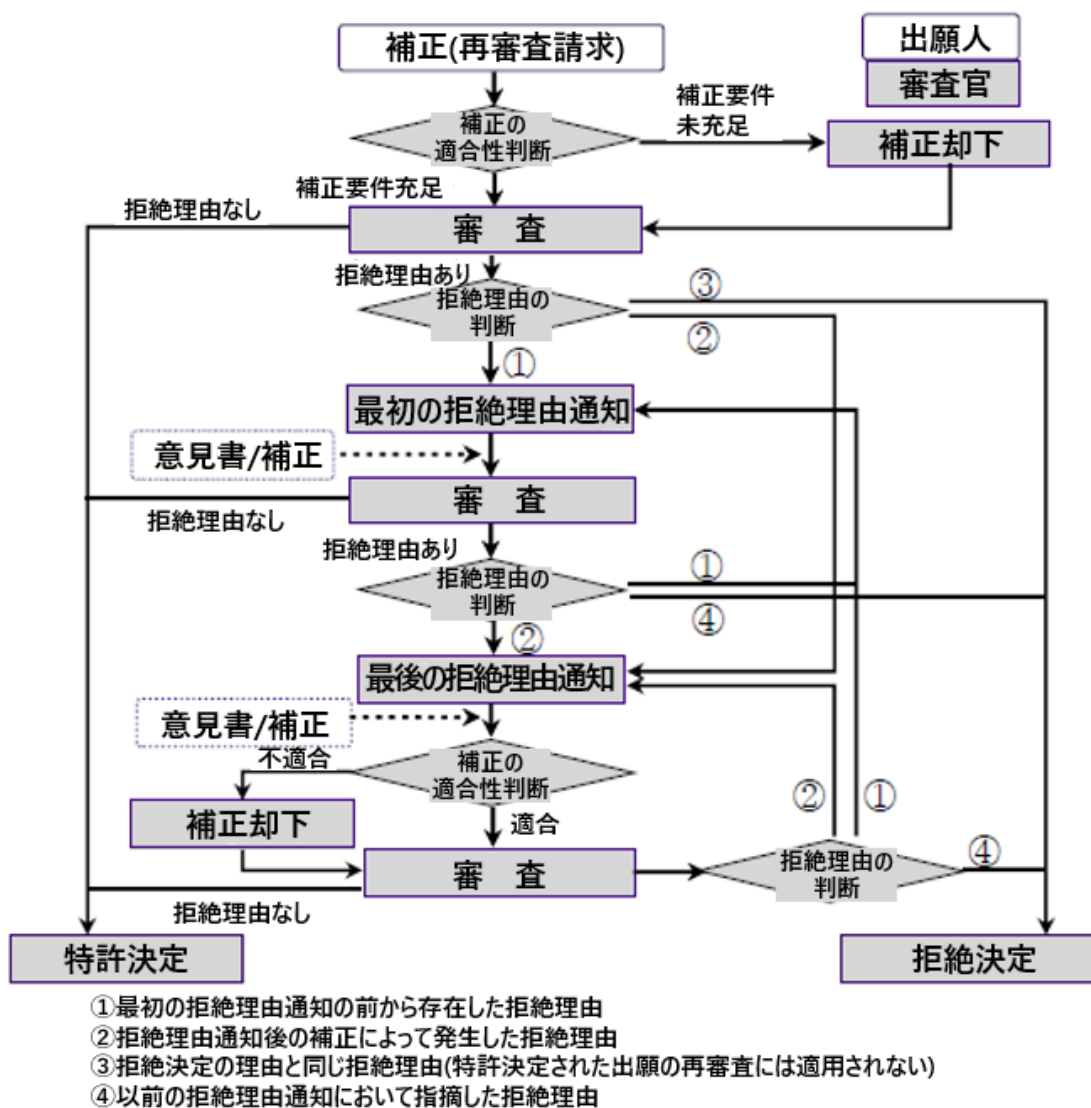 補正(再審査請求)
出願人
審査官
補正の
適合性判断
補正要件
未充足
補正却下
補正要件充足
拒絶理由なし
審 査
拒絶理由あり
拒絶理由の
判断
③
②
①
最初の拒絶理由通知
意見書/補正
審 査
拒絶理由なし
拒絶理由あり
拒絶理由の
判断
①
④
②
最後の拒絶理由通知
意見書/補正
不適合
補正の
適合性判断
補正却下
適合
②
①
審 査
拒絶理由の
判断
④
拒絶理由なし
特許決定
拒絶決定
①最初の拒絶理由通知の前から存在した拒絶理由
②拒絶理由通知後の補正によって発生した拒絶理由
③拒絶決定の理由と同じ拒絶理由(特許決定された出願の再審査には適用されない)
④以前の拒絶理由通知において指摘した拒絶理由